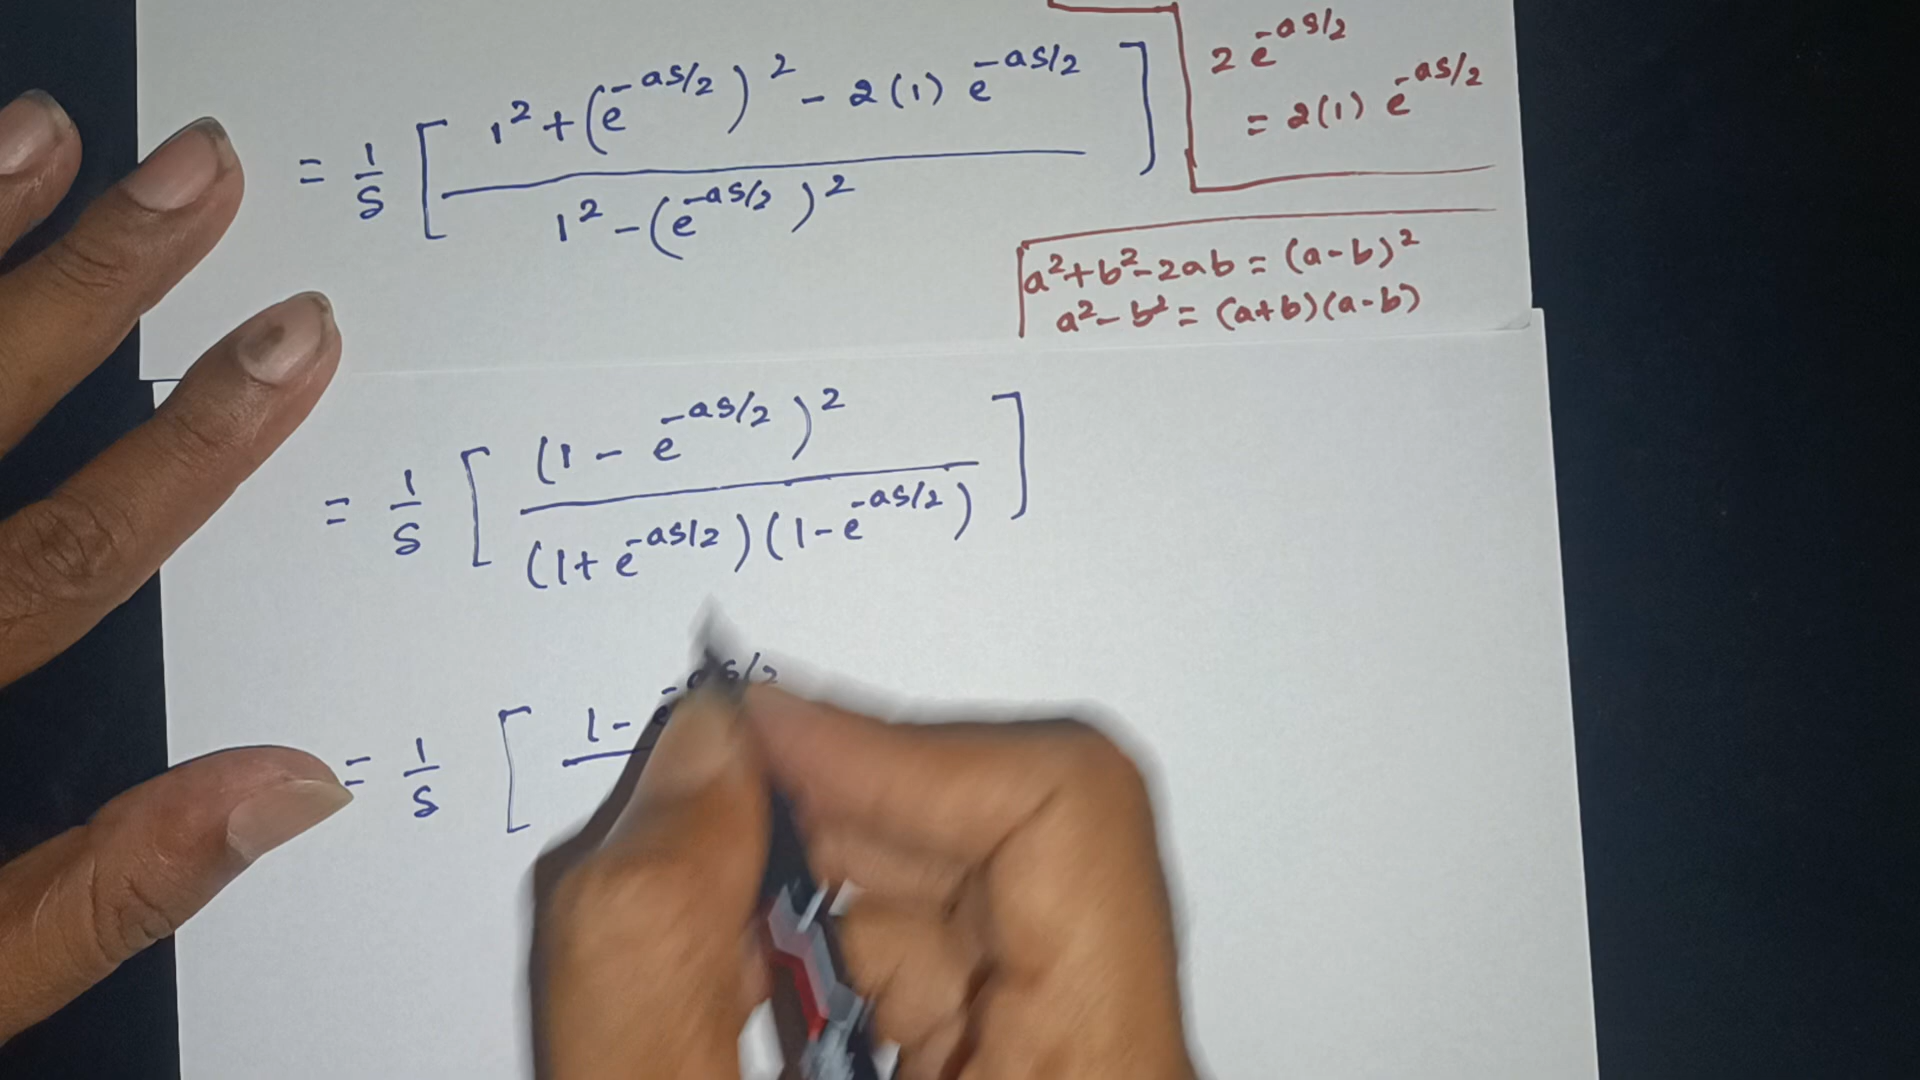 = 1/s [ (1² + (e^(-as/2))² - 2(1) e^(-as/2)) / (1² - (e^(-as/2))²) ]
2 e^(-as/2)
= 2(1) e^(-as/2)
a² + b² - 2ab = (a-b)²
a² - b² = (a+b)(a-b)
= 1/s [ (1 - e^(-as/2))² / ((1 + e^(-as/2))(1 - e^(-as/2))) ]
= 1/s [ 1 - e^(-as/2)